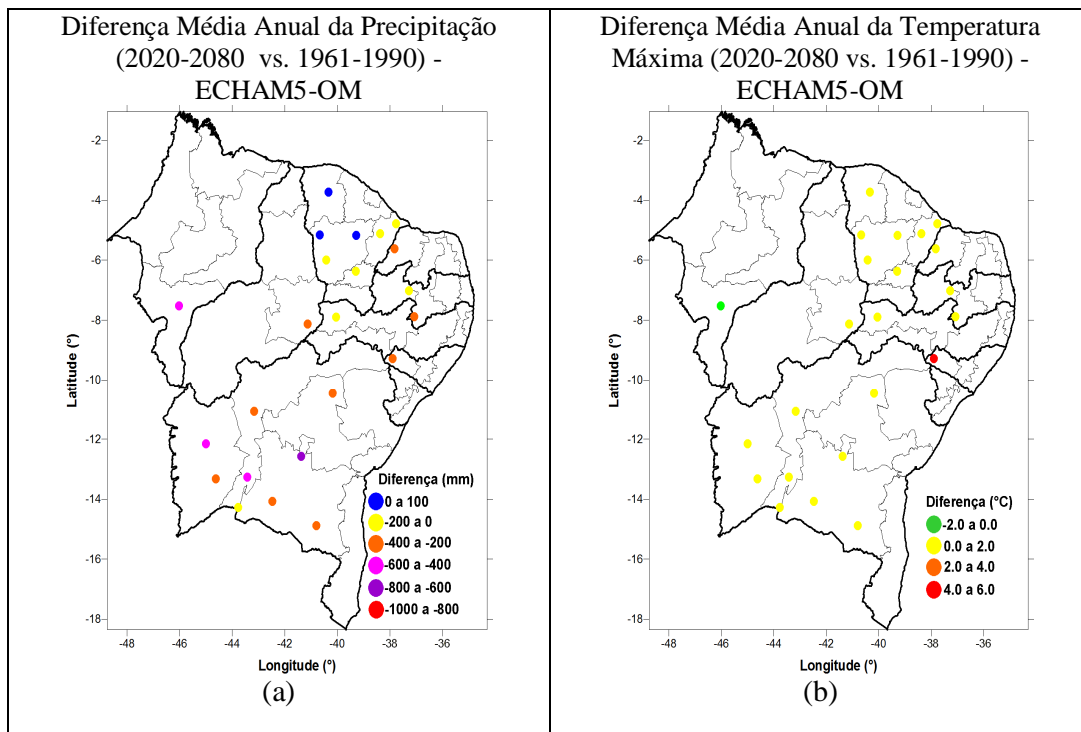 Diferença Média Anual da Precipitação
(2020-2080 vs. 1961-1990) -
ECHAM5-OM
-2
-4
-6
-8
-10
-12
-14
-16
-18
Latitude (°)
Diferença (mm)
0 a 100
-200 a 0
-400 a -200
-600 a -400
-800 a -600
-1000 a -800
-48
-46
-44
-42
-40
-38
-36
Longitude (°)
(a)
Diferença Média Anual da Temperatura
Máxima (2020-2080 vs. 1961-1990) -
ECHAM5-OM
-2
-4
-6
-8
-10
-12
-14
-16
-18
Latitude (°)
Diferença (°C)
-2.0 a 0.0
0.0 a 2.0
2.0 a 4.0
4.0 a 6.0
-48
-46
-44
-42
-40
-38
-36
Longitude (°)
(b)